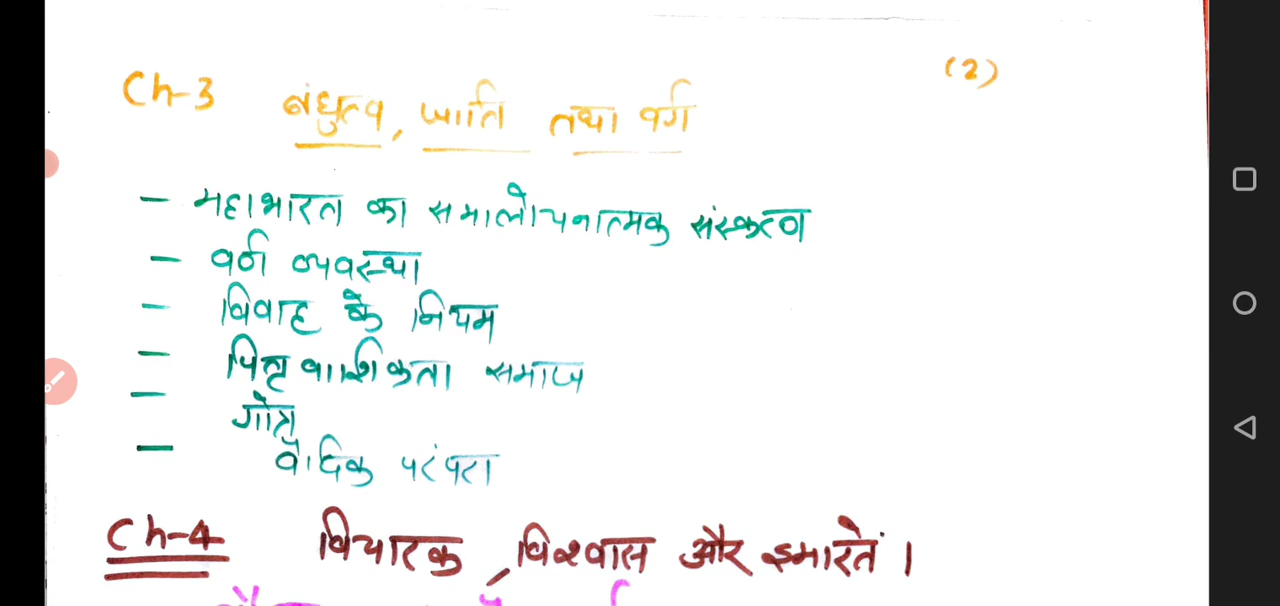 (2)
Ch-3 बंधुत्व, जाति तथा वर्ग
- महाभारत का समालोचनात्मक संस्करण
- वर्ण व्यवस्था
- विवाह के नियम
- पितृवांशिकता समाज
- गोत्र
- वैदिक परंपरा
Ch-4 विचारक, विश्वास और इमारतें।